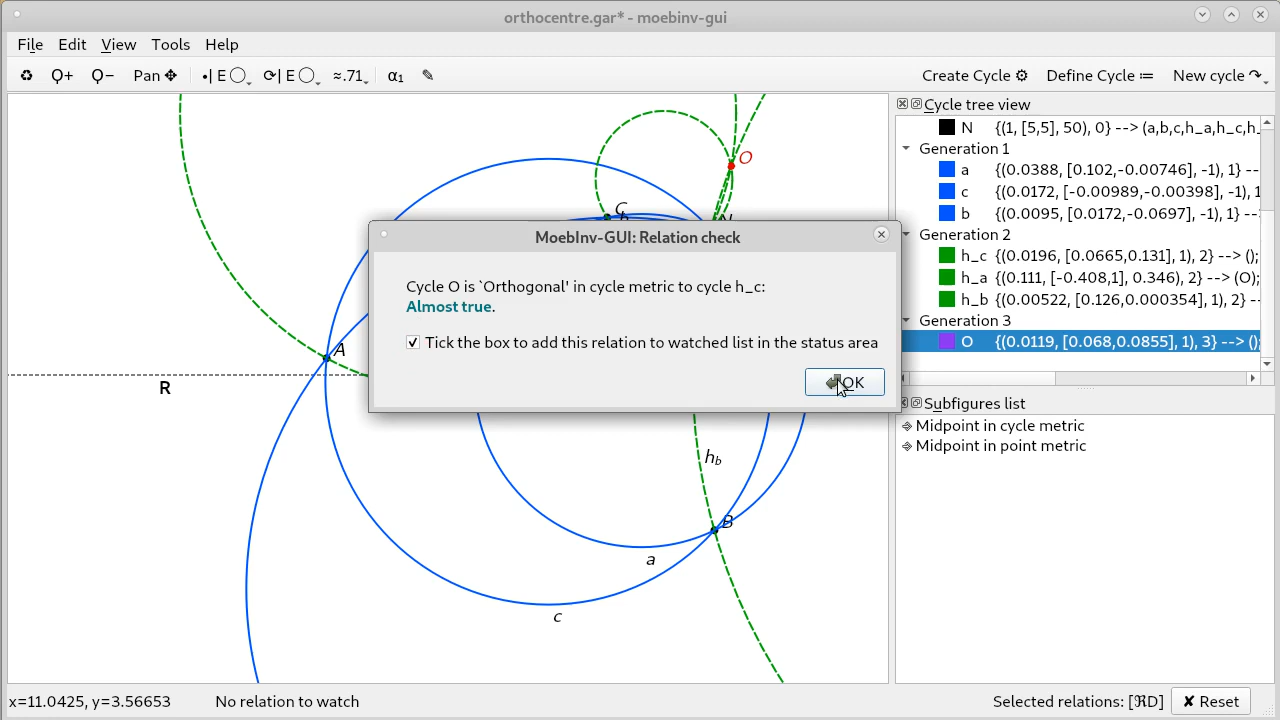 orthocentre.gar* - moebinv-gui
File Edit View Tools Help
Pan E E ≈.71 α₁ Create Cycle Define Cycle New cycle
Cycle tree view
N {(1, [5,5], 50), 0} --> (a,b,c,h_a,h_c,h_
Generation 1
a {(0.0388, [0.102,-0.00746], -1), 1} --
c {(0.0172, [-0.00989,-0.00398], -1), 1
b {(0.0095, [0.0172,-0.0697], -1), 1} --
Generation 2
h_c {(0.0196, [0.0665,0.131], 1), 2} --> ();
h_a {(0.111, [-0.408,1], 0.346), 2} --> (O);
h_b {(0.00522, [0.126,0.000354], 1), 2} -
Generation 3
O {(0.0119, [0.068,0.0855], 1), 3} --> ();
Subfigures list
Midpoint in cycle metric
Midpoint in point metric
O
C
A
R
h_b
B
a
c
MoebInv-GUI: Relation check
Cycle O is `Orthogonal' in cycle metric to cycle h_c:
Almost true.
Tick the box to add this relation to watched list in the status area
OK
x=11.0425, y=3.56653 No relation to watch Selected relations: [ℜD] ✘ Reset